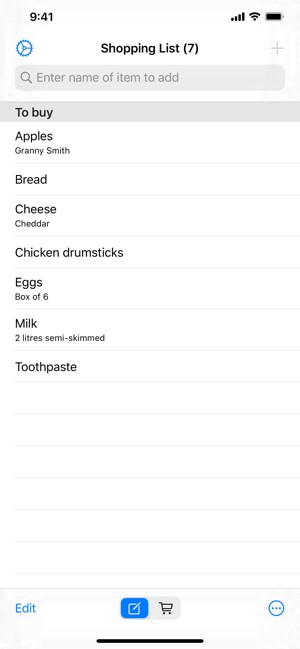 9:41
Shopping List (7)
Enter name of item to add
To buy
Apples
Granny Smith
Bread
Cheese
Cheddar
Chicken drumsticks
Eggs
Box of 6
Milk
2 litres semi-skimmed
Toothpaste
Edit